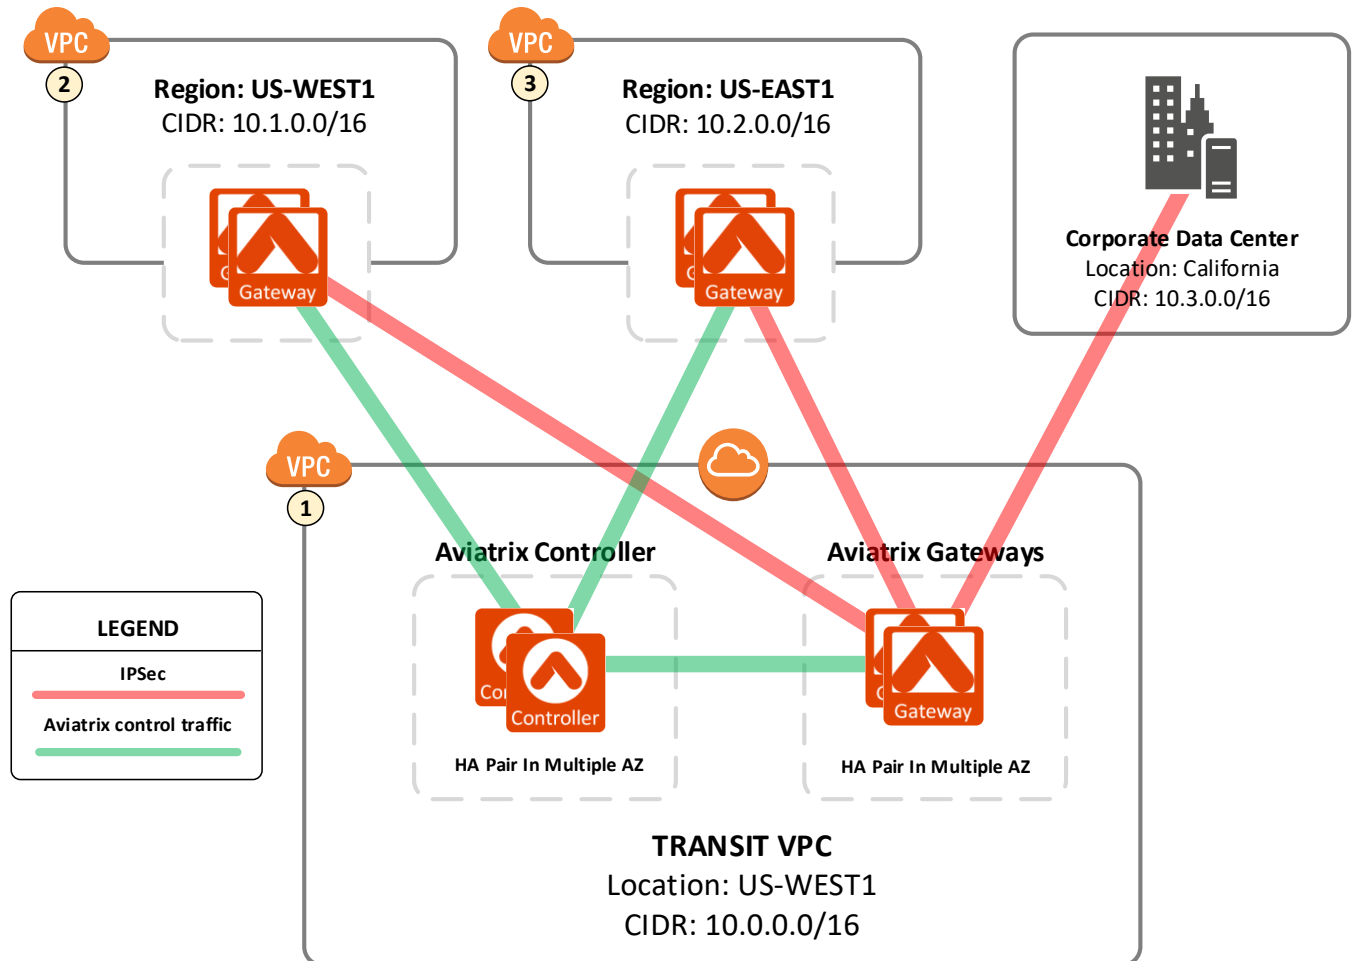 VPC
2
Region: US-WEST1
CIDR: 10.1.0.0/16
G
Gateway
VPC
3
Region: US-EAST1
CIDR: 10.2.0.0/16
G
Gateway
Corporate Data Center
Location: California
CIDR: 10.3.0.0/16
VPC
1
Aviatrix Controller
Co
Controller
HA Pair In Multiple AZ
Aviatrix Gateways
G
Gateway
HA Pair In Multiple AZ
LEGEND
IPSec
Aviatrix control traffic
TRANSIT VPC
Location: US-WEST1
CIDR: 10.0.0.0/16